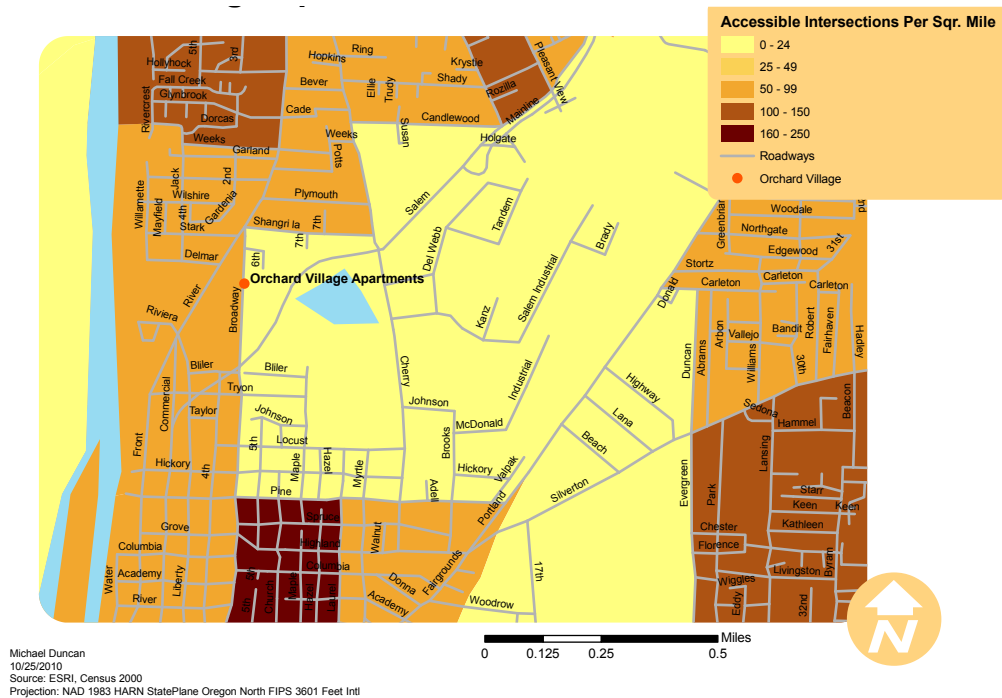 Accessible Intersections Per Sqr. Mile
0 - 24
25 - 49
50 - 99
100 - 150
160 - 250
Roadways
Orchard Village
Ring
Hopkins
Krystie
Pleasant View
5th
3rd
Hollyhock
Fall Creek
Glynbrook
Rivercrest
Dorcas
Weeks
Bever
Ellie
Trudy
Shady
Rozilla
Mainline
Cade
Candlewood
Susan
Weeks
Potts
Holgate
Garland
Jack
2nd
Willamette
Mayfield
Wilshire
4th
Gardenia
Stark
Plymouth
Salem
Tandem
Shangri la
7th
7th
6th
Delmar
Del Webb
Brady
Greenbriar
Woodale
Northgate
Edgewood
31st
Stortz
Carleton
Carleton
Carleton
Donald
Orchard Village Apartments
River
Riviera
Broadway
Kanz
Salem Industrial
Duncan
Abrams
Arbon
Vallejo
Williams
Bandit
Robert
30th
Fairhaven
Hadley
Bliler
Bliler
Tryon
Commercial
Taylor
Cherry
Industrial
Highway
Johnson
Johnson
McDonald
Lana
Beach
Sedona
Hammel
Beacon
Lansing
Front
5th
Locust
Maple
Hazel
Myrtle
Brooks
Hickory
Hickory
4th
Valpak
Pine
Adell
Portland
Silverton
Evergreen
Park
Starr
Keen
Keen
Kathleen
Chester
Florence
Spruce
Grove
Highland
Walnut
Columbia
Columbia
Fairgrounds
17th
Water
Academy
Liberty
5th
Donna
Academy
Wiggles
Livingston
Byram
River
5th
Church
Maple
Hazel
Laurel
Woodrow
Eddy
32nd
N
Miles
0 0.125 0.25 0.5
Michael Duncan
10/25/2010
Source: ESRI, Census 2000
Projection: NAD 1983 HARN StatePlane Oregon North FIPS 3601 Feet Intl